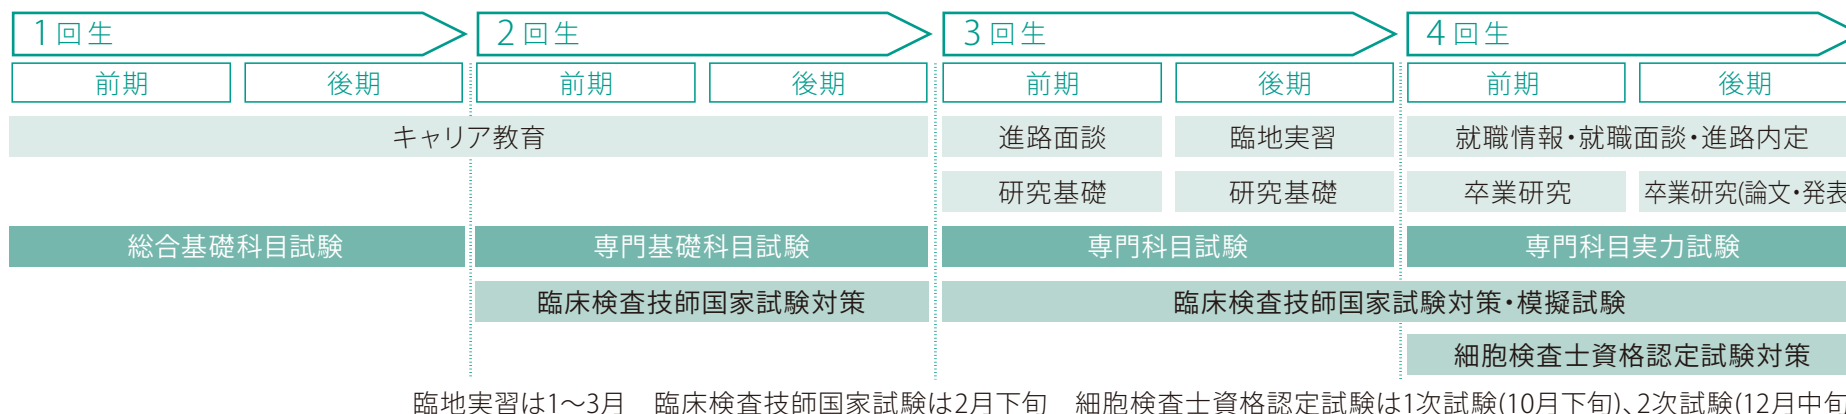 1回生 2回生 3回生 4回生
前期 後期 前期 後期 前期 後期 前期 後期
キャリア教育 進路面談 臨地実習 就職情報・就職面談・進路内定
研究基礎 研究基礎 卒業研究 卒業研究(論文・発表
総合基礎科目試験 専門基礎科目試験 専門科目試験 専門科目実力試験
臨床検査技師国家試験対策 臨床検査技師国家試験対策・模擬試験
細胞検査士資格認定試験対策
臨地実習は1〜3月 臨床検査技師国家試験は2月下旬 細胞検査士資格認定試験は1次試験(10月下旬)、2次試験(12月中旬